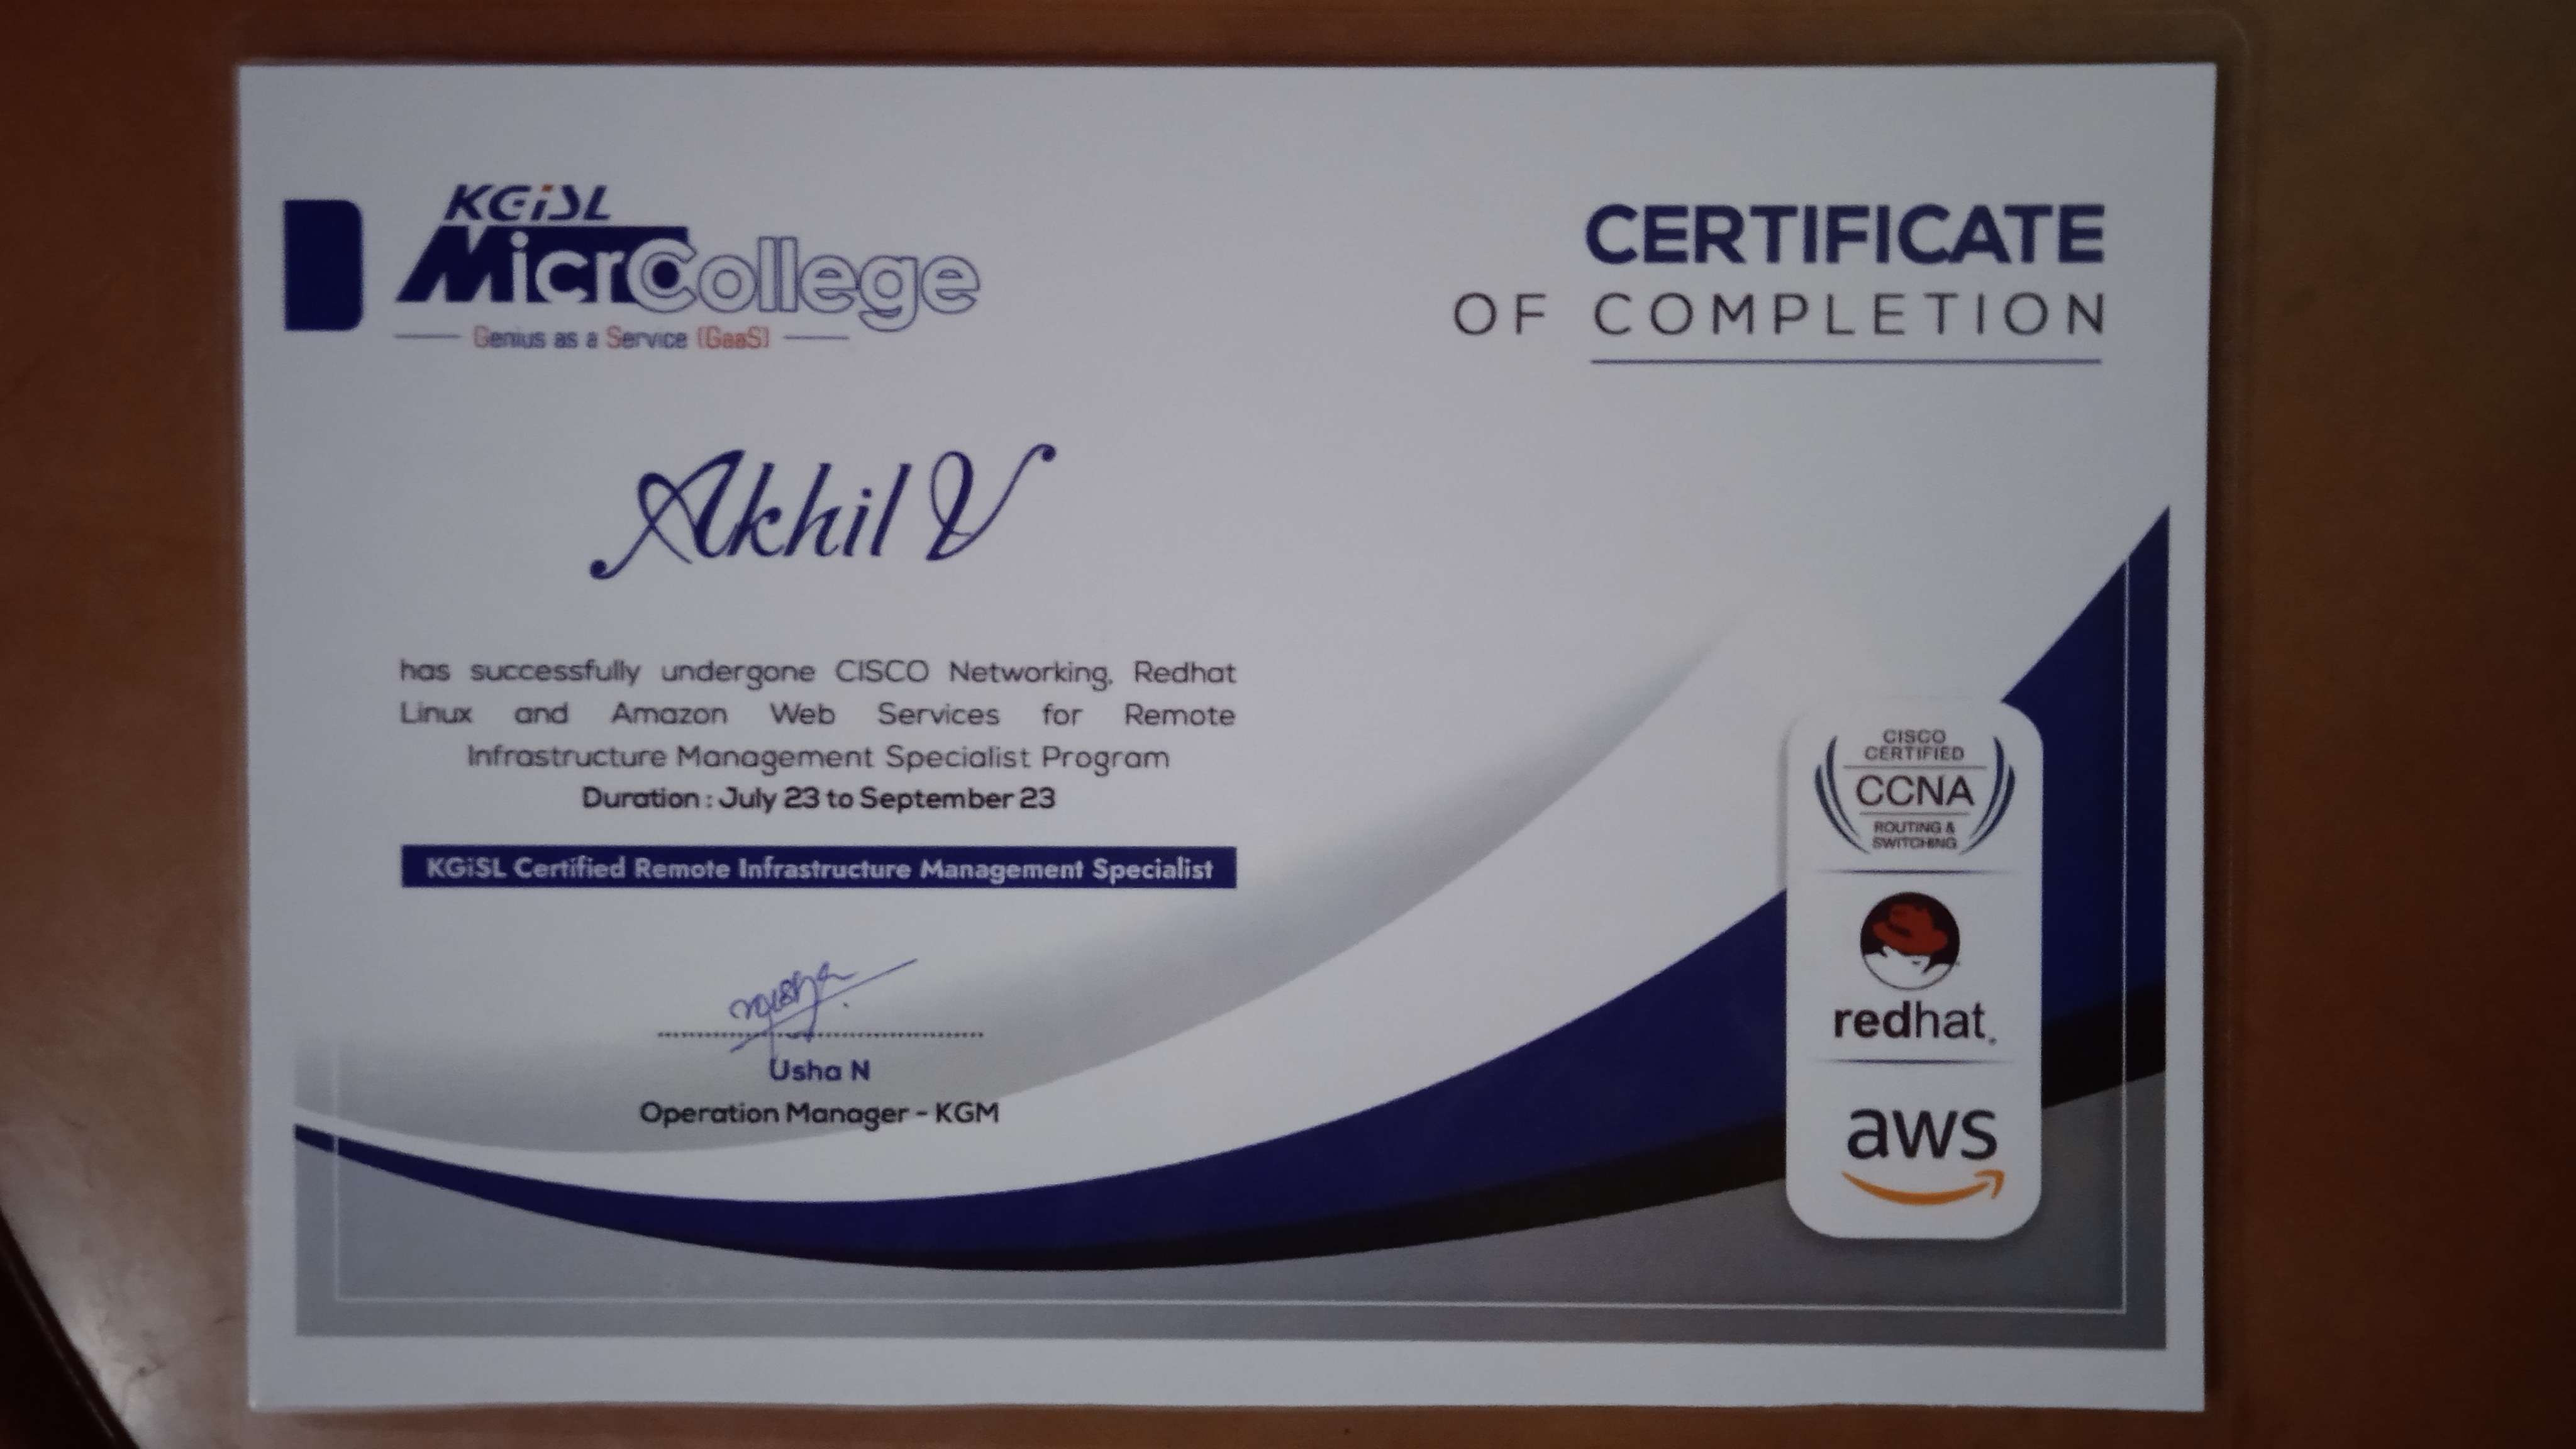 KGiSL
MicroCollege
Genius as a Service (GaaS)
CERTIFICATE
OF COMPLETION
Akhil V
has successfully undergone CISCO Networking, Redhat
Linux and Amazon Web Services for Remote
Infrastructure Management Specialist Program
Duration : July 23 to September 23
KGiSL Certified Remote Infrastructure Management Specialist
Usha N
Operation Manager - KGM
CISCO
CERTIFIED
CCNA
ROUTING &
SWITCHING
redhat.
aws